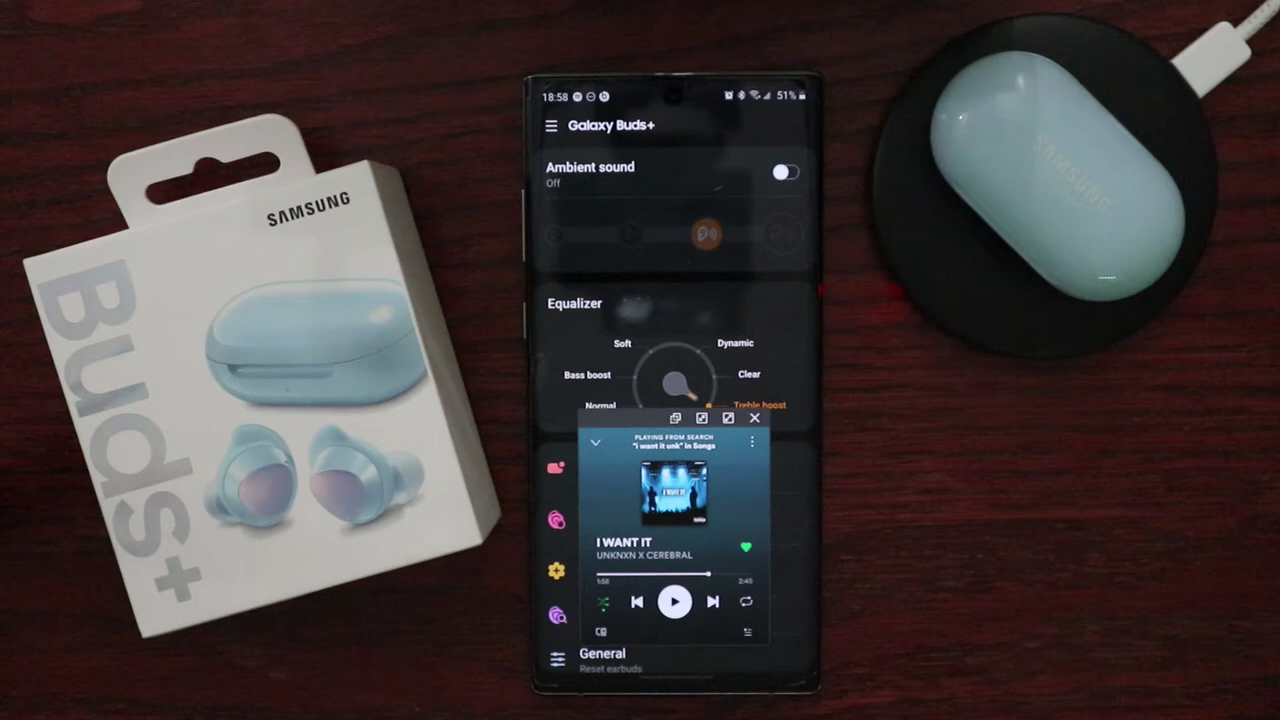 SAMSUNG
Buds+
18:58
51%
Galaxy Buds+
Ambient sound
Off
Equalizer
Soft
Dynamic
Bass boost
Clear
Normal
Treble boost
PLAYING FROM SEARCH
"i want it unk" in Songs
I WANT IT
I WANT IT
UNKNXN X CEREBRAL
1:58
2:45
General
Reset earbuds
SAMSUNG